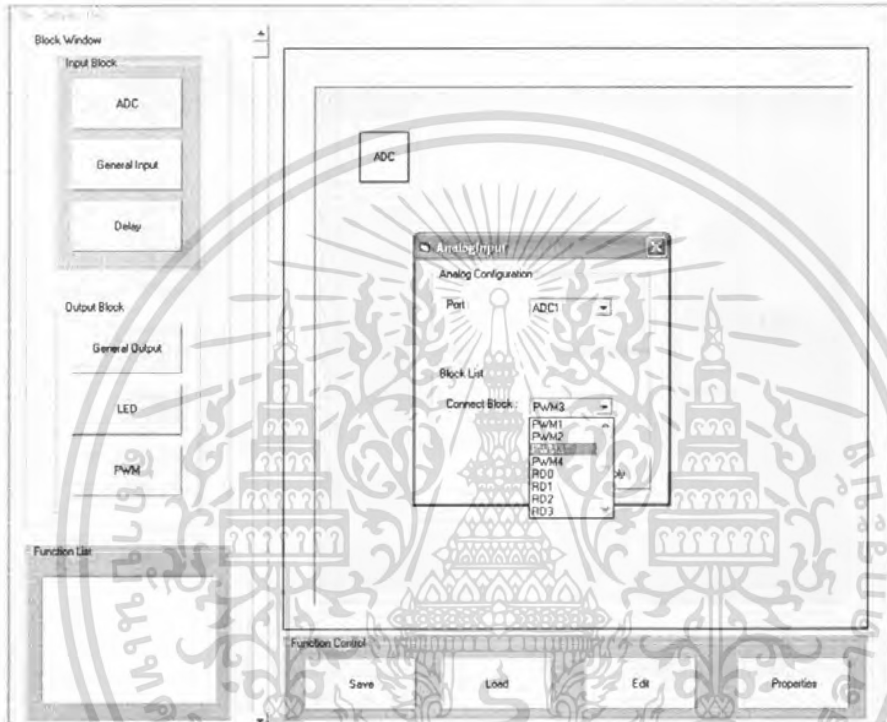 Block Window
Input Block
ADC
General Input
Delay
Output Block
General Output
LED
PWM
Function List
ADC
AnalogInput
Analog Configuration
Port :
ADC1
Block List
Connect Block :
PWM3
PWM1
PWM2
PWM3
PWM4
RD0
RD1
RD2
RD3
Function Control
Save
Load
Edit
Properties